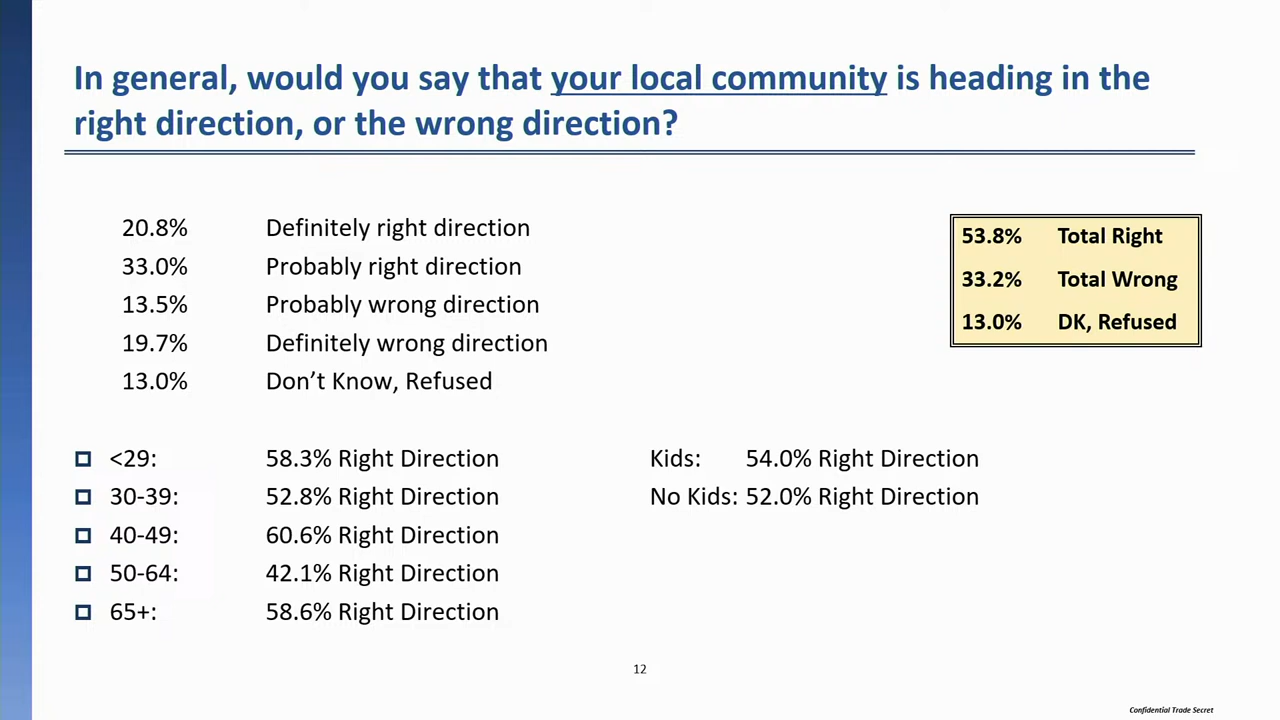 In general, would you say that your local community is heading in the
right direction, or the wrong direction?
20.8% Definitely right direction
33.0% Probably right direction
13.5% Probably wrong direction
19.7% Definitely wrong direction
13.0% Don’t Know, Refused
53.8% Total Right
33.2% Total Wrong
13.0% DK, Refused
<29: 58.3% Right Direction
30-39: 52.8% Right Direction
40-49: 60.6% Right Direction
50-64: 42.1% Right Direction
65+: 58.6% Right Direction
Kids: 54.0% Right Direction
No Kids: 52.0% Right Direction
12
Confidential Trade Secret